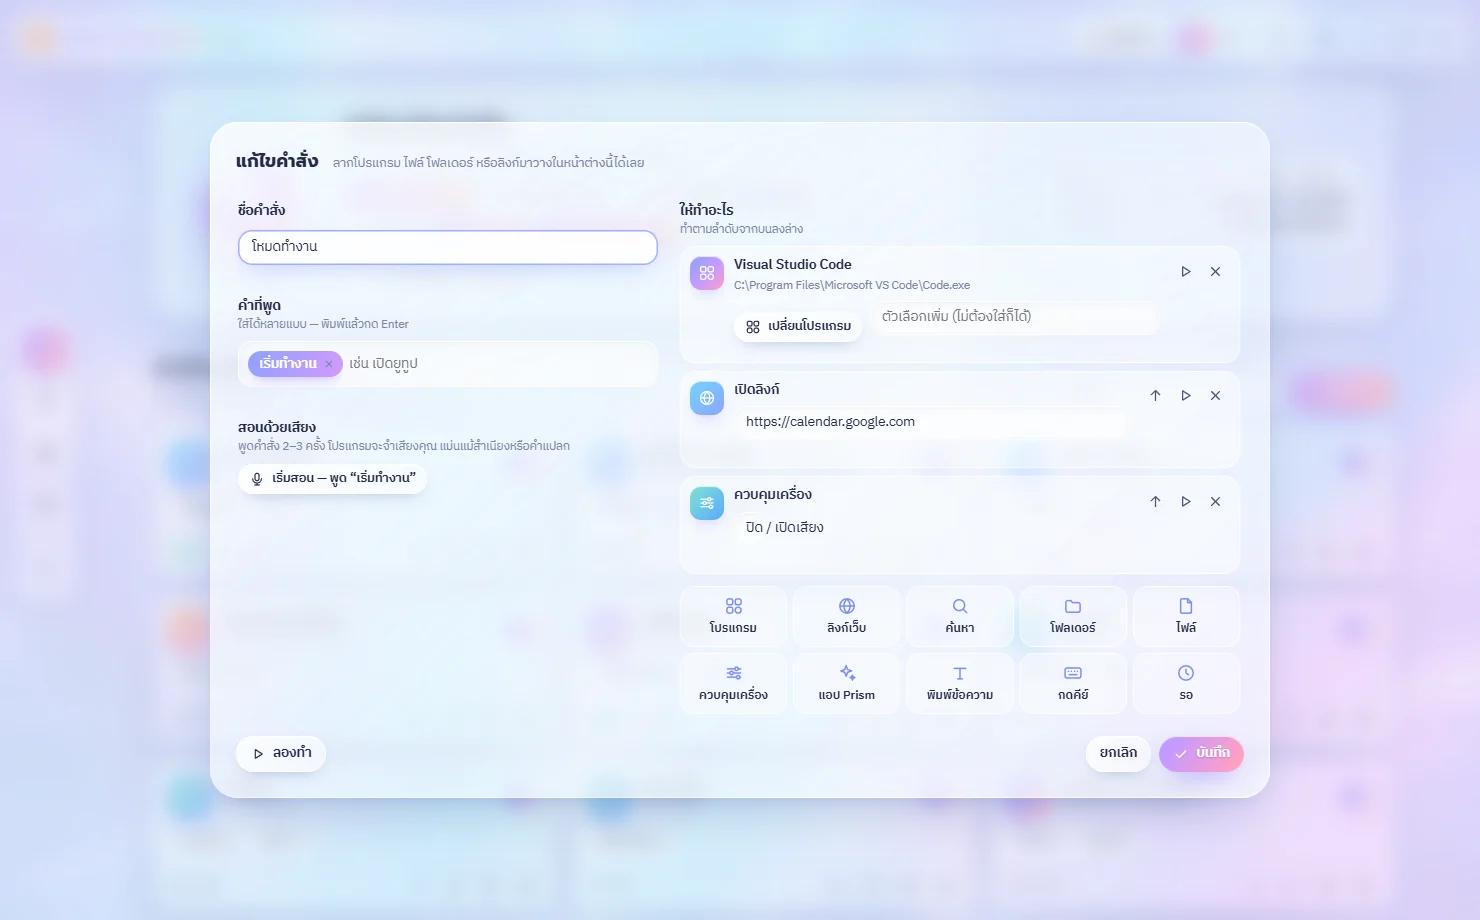 แก้ไขคำสั่ง ลากโปรแกรม ไฟล์ โฟลเดอร์ หรือลิงก์มาวางในหน้าต่างนี้ได้เลย
ชื่อคำสั่ง
โหมดทำงาน
คำที่พูด
ใส่ได้หลายแบบ — พิมพ์แล้วกด Enter
เริ่มทำงาน × เช่น เปิดยูทูป
สอนด้วยเสียง
พูดคำสั่ง 2–3 ครั้ง โปรแกรมจะจำเสียงคุณ แม่นแม้สำเนียงหรือคำแปลก
เริ่มสอน — พูด “เริ่มทำงาน”
ให้ทำอะไร
ทำตามลำดับจากบนลงล่าง
Visual Studio Code
C:\Program Files\Microsoft VS Code\Code.exe
เปลี่ยนโปรแกรม ตัวเลือกเพิ่ม (ไม่ต้องใส่ก็ได้)
เปิดลิงก์
https://calendar.google.com
ควบคุมเครื่อง
ปิด / เปิดเสียง
โปรแกรม ลิงก์เว็บ ค้นหา โฟลเดอร์ ไฟล์
ควบคุมเครื่อง แอป Prism พิมพ์ข้อความ กดคีย์ รอ
ลองทำ ยกเลิก บันทึก